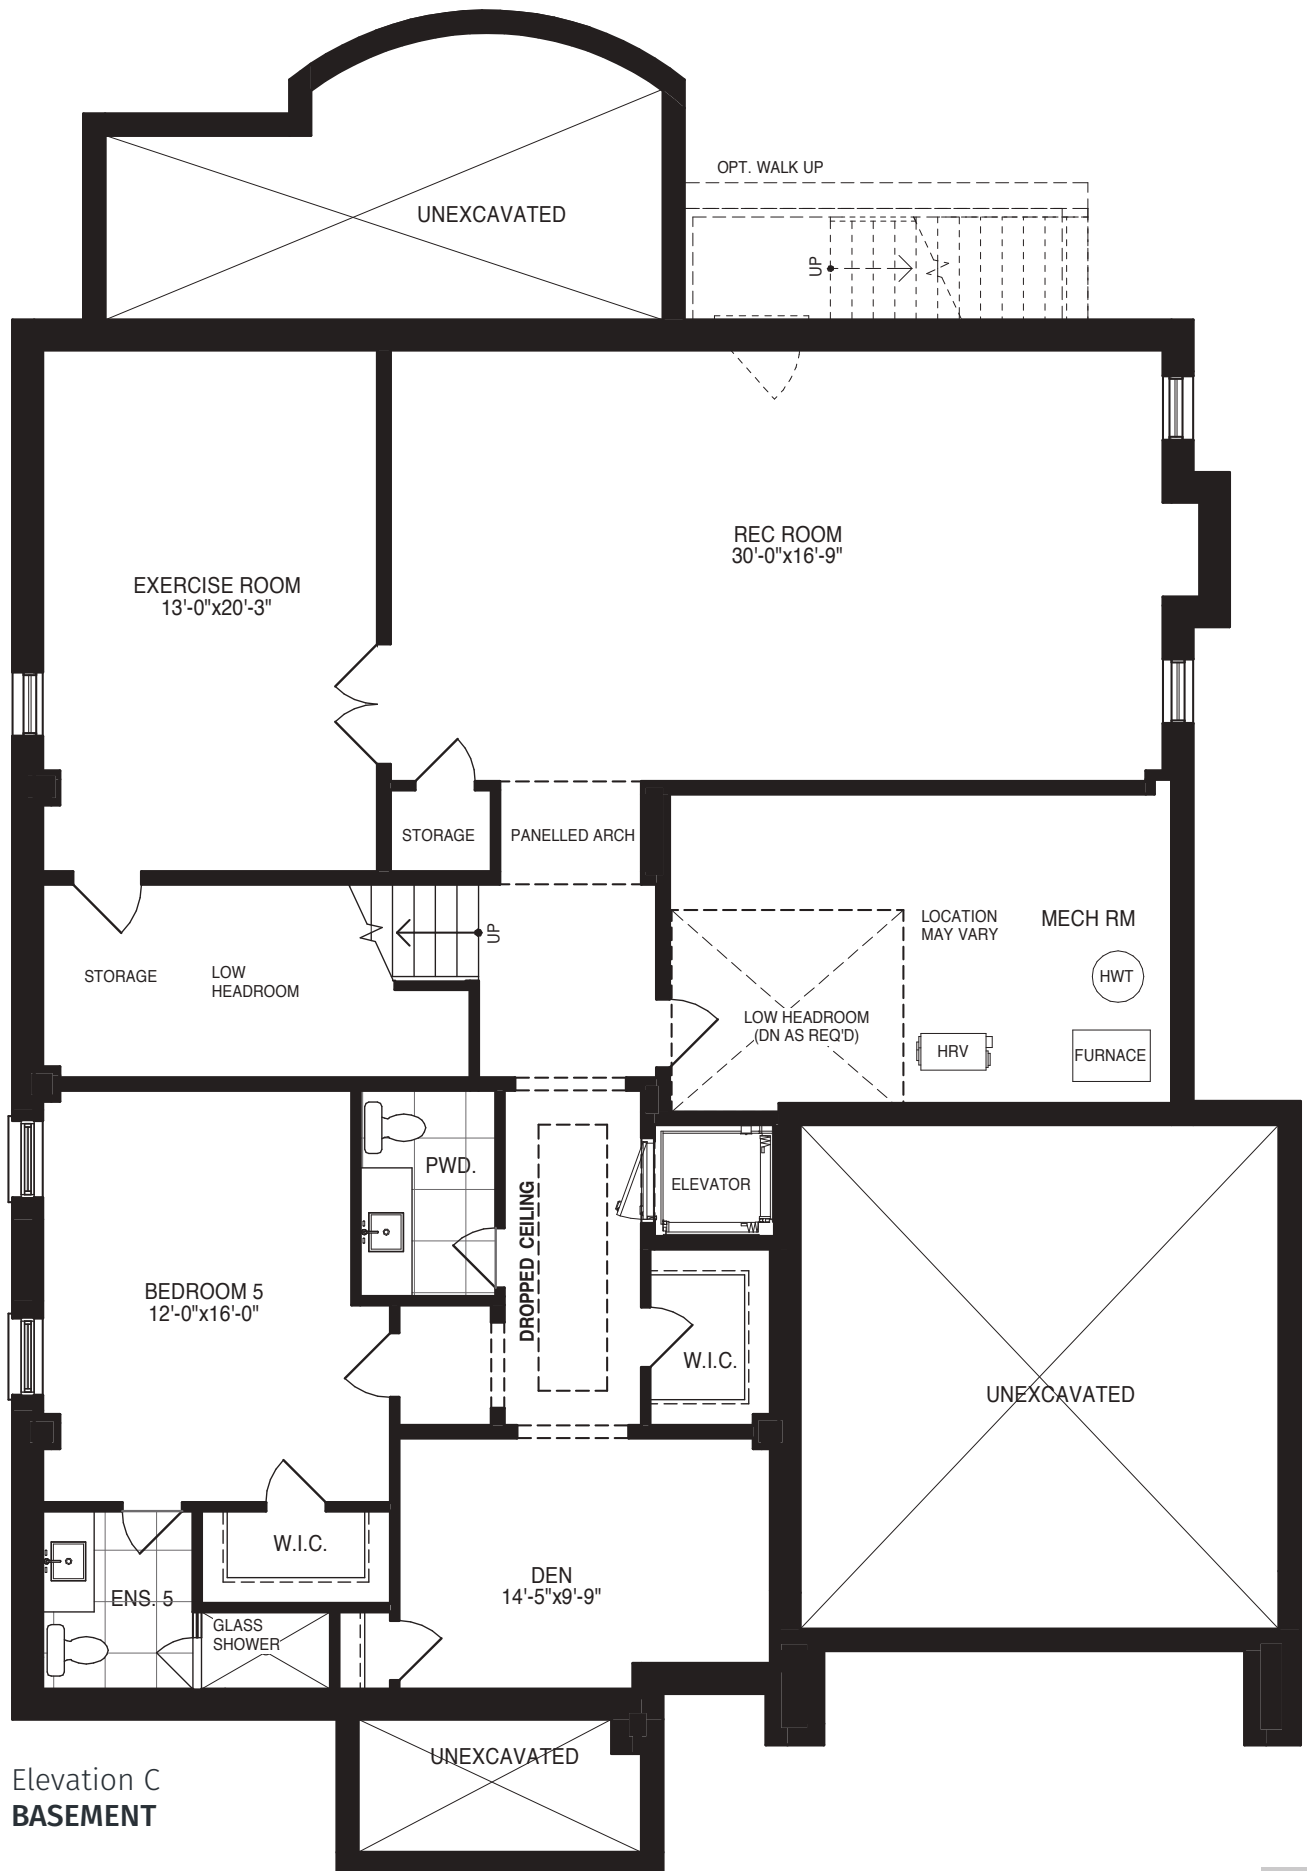 OPT. WALK UP
UNEXCAVATED
UP
REC ROOM
30'-0"x16'-9"
EXERCISE ROOM
13'-0"x20'-3"
STORAGE
PANELLED ARCH
LOCATION
MAY VARY
MECH RM
UP
STORAGE
LOW
HEADROOM
HWT
LOW HEADROOM
(DN AS REQ'D)
HRV
FURNACE
PWD.
ELEVATOR
DROPPED CEILING
BEDROOM 5
12'-0"x16'-0"
W.I.C.
UNEXCAVATED
W.I.C.
DEN
14'-5"x9'-9"
ENS. 5
GLASS
SHOWER
UNEXCAVATED
Elevation C
BASEMENT